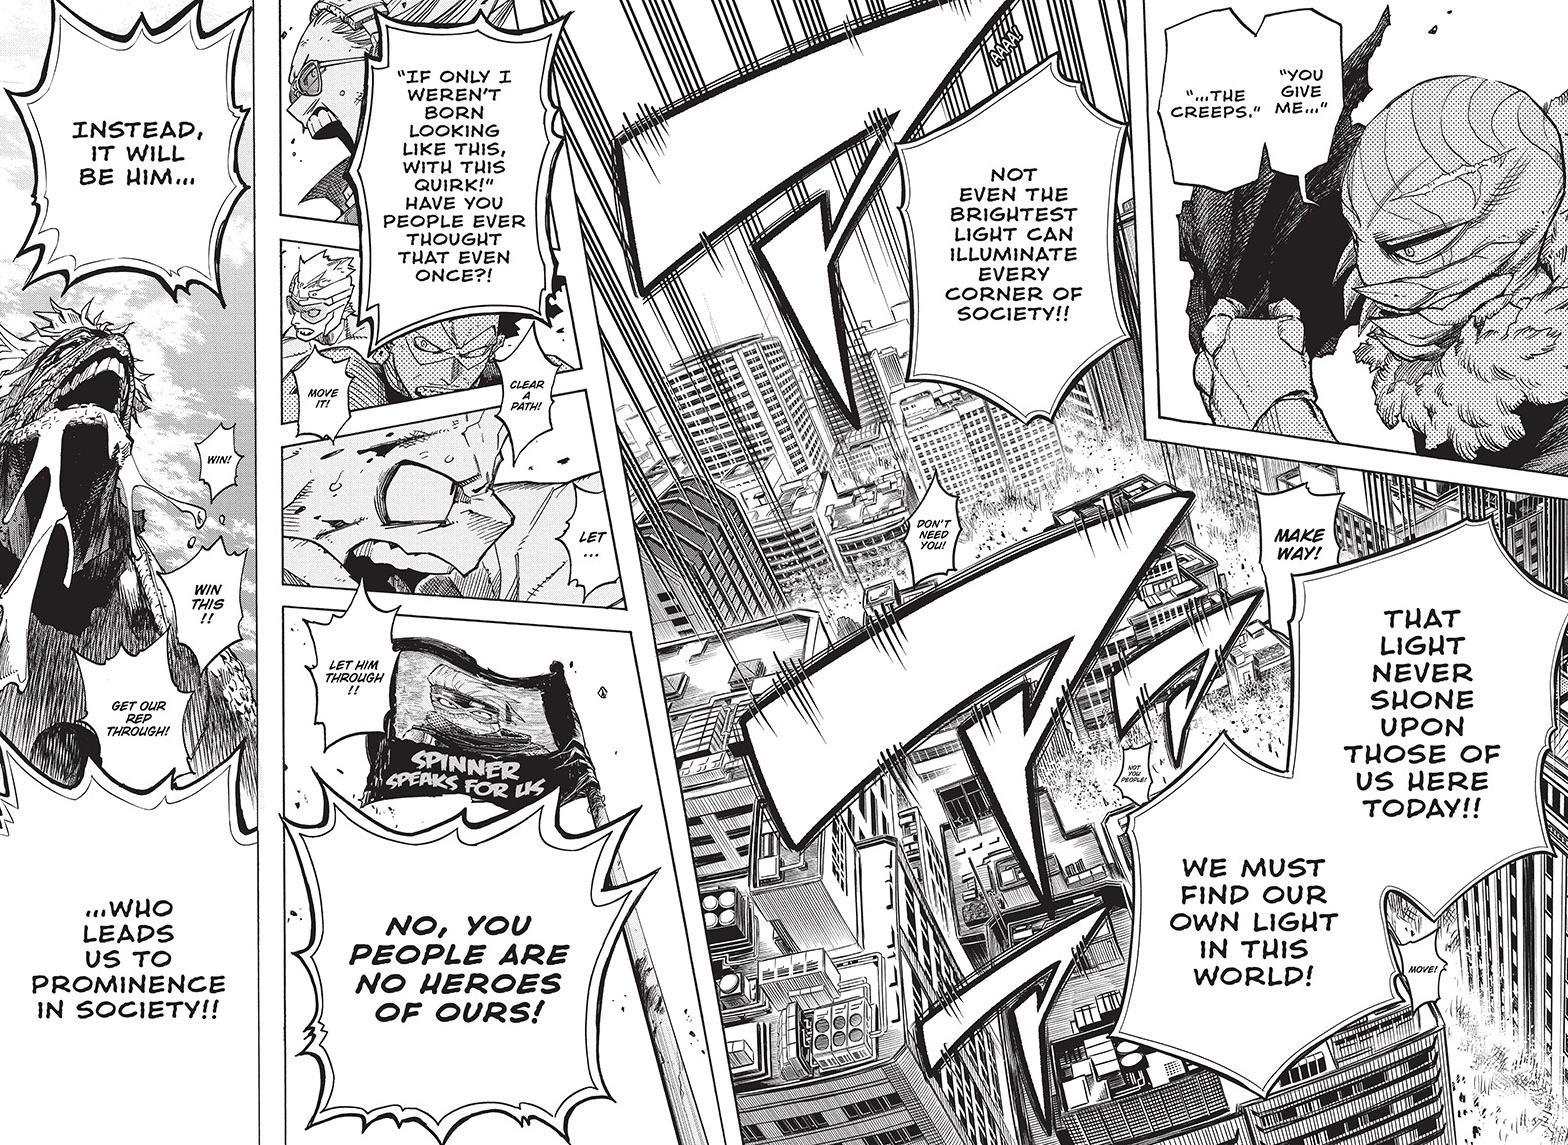 "YOU
GIVE
ME..."
"...THE
CREEPS."
MAKE
WAY!
THAT
LIGHT
NEVER
SHONE
UPON
THOSE OF
US HERE
TODAY!!
WE MUST
FIND OUR
OWN LIGHT
IN THIS
WORLD!
MOVE!
AAAAA
NOT
EVEN THE
BRIGHTEST
LIGHT CAN
ILLUMINATE
EVERY
CORNER OF
SOCIETY!!
DON'T
NEED
YOU!
NOT
YOU
PEOPLE!
"IF ONLY I
WEREN'T
BORN
LOOKING
LIKE THIS,
WITH THIS
QUIRK!"
HAVE YOU
PEOPLE EVER
THOUGHT
THAT EVEN
ONCE?!
CLEAR
A
PATH!
MOVE
IT!
LET
...
LET HIM
THROUGH
!!
SPINNER
SPEAKS FOR US
NO, YOU
PEOPLE ARE
NO HEROES
OF OURS!
INSTEAD,
IT WILL
BE HIM...
WIN!
WIN
THIS
!!
GET OUR
REP
THROUGH!
...WHO
LEADS
US TO
PROMINENCE
IN SOCIETY!!